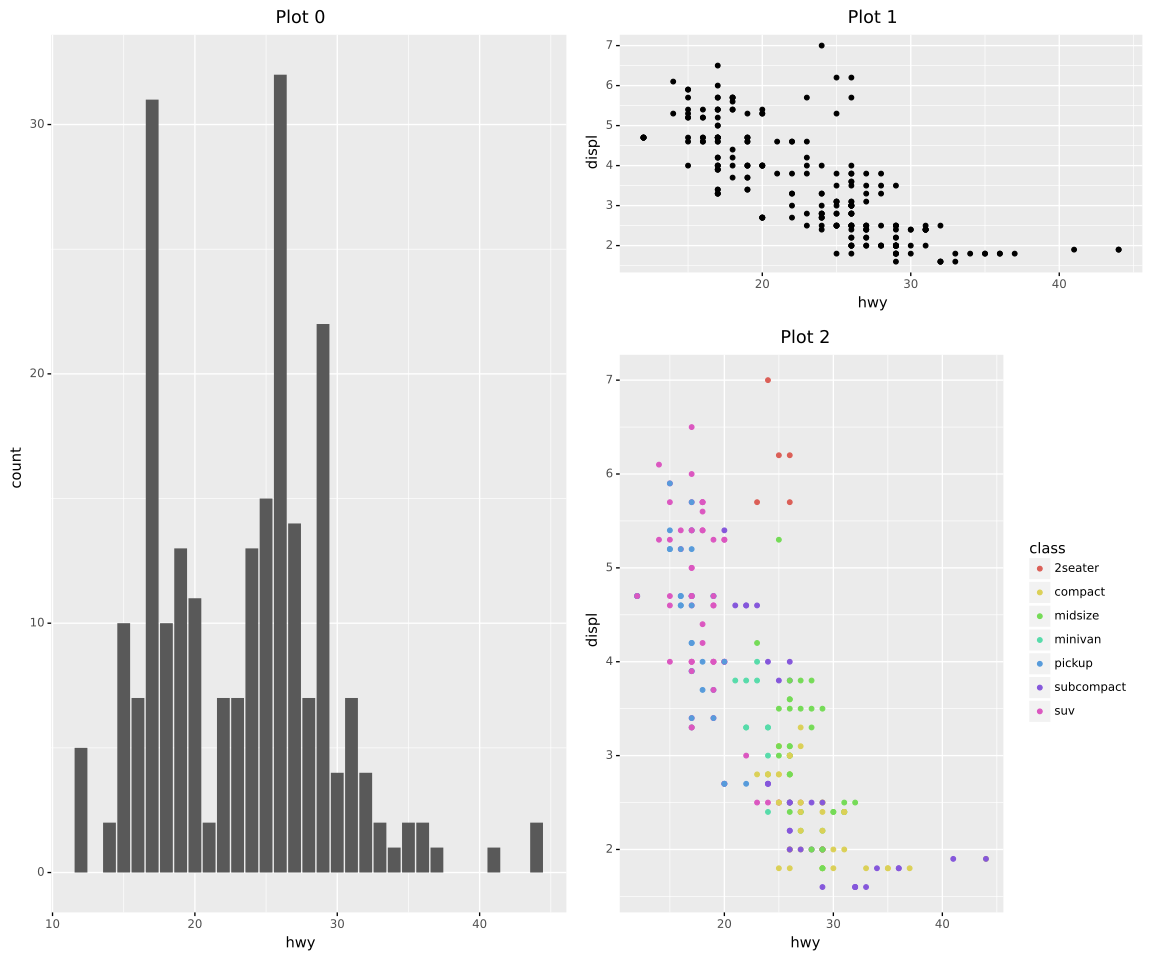 Plot 0
count
30
20
10
0
10 20 30 40
hwy
Plot 1
displ
7
6
5
4
3
2
20 30 40
hwy
Plot 2
displ
7
6
5
4
3
2
20 30 40
hwy
class
2seater
compact
midsize
minivan
pickup
subcompact
suv